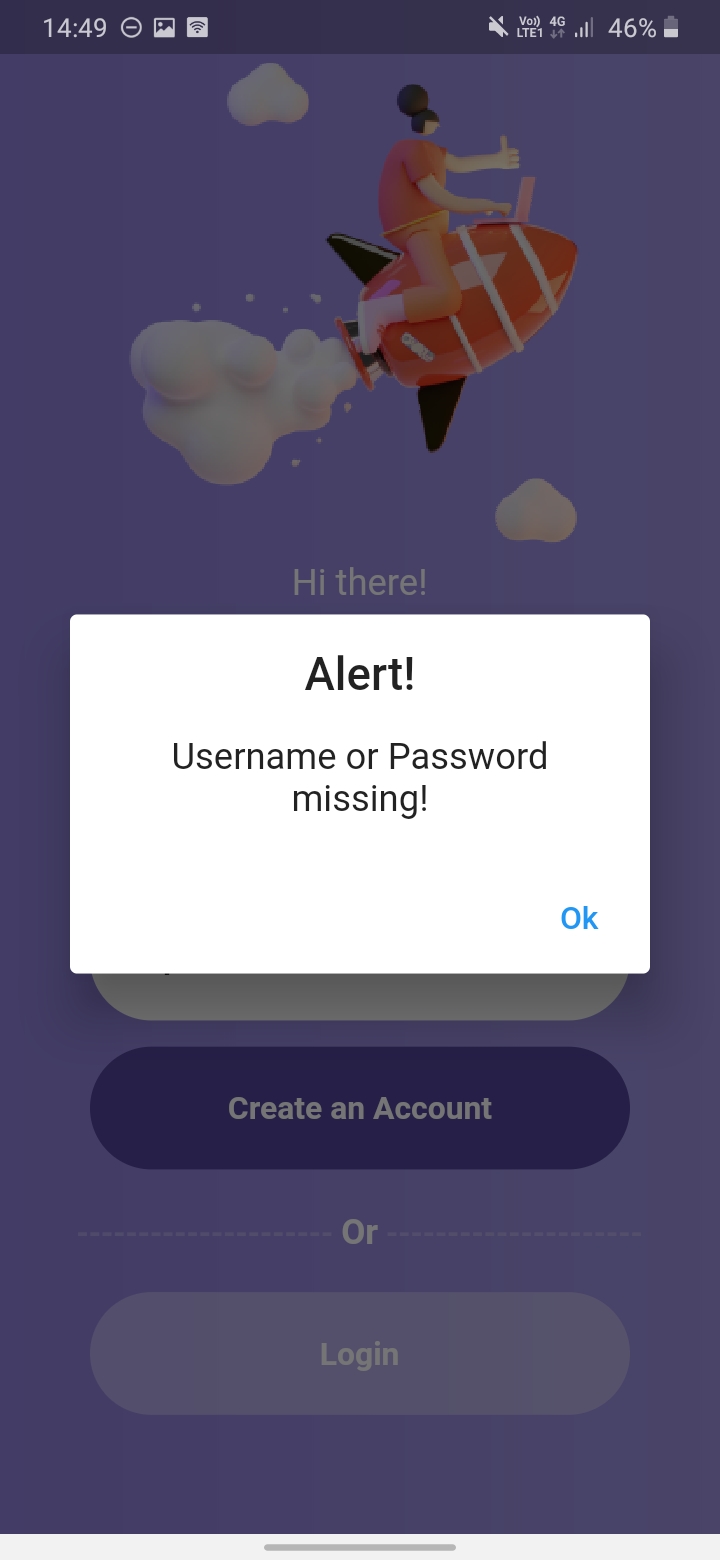 14:49
Vo)) 4G
LTE1
46%
Hi there!
Alert!
Username or Password
missing!
Ok
Create an Account
Or
Login